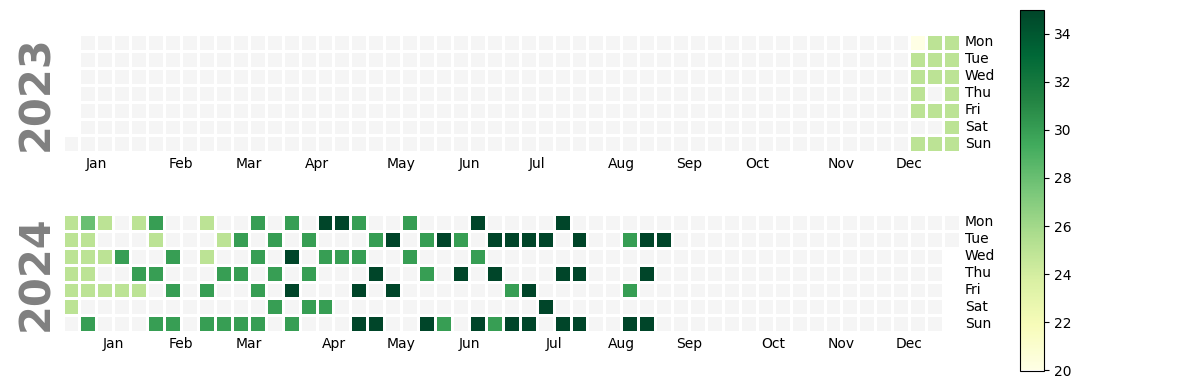 2023
Mon
Tue
Wed
Thu
Fri
Sat
Sun
Jan Feb Mar Apr May Jun Jul Aug Sep Oct Nov Dec
2024
Mon
Tue
Wed
Thu
Fri
Sat
Sun
Jan Feb Mar Apr May Jun Jul Aug Sep Oct Nov Dec
34
32
30
28
26
24
22
20